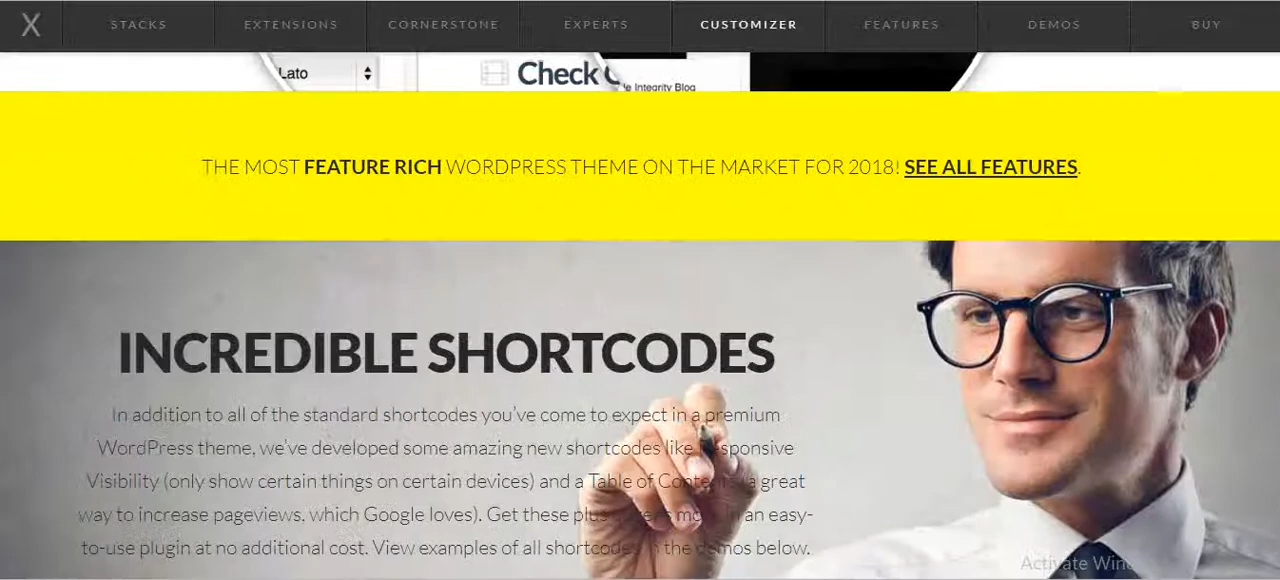 X STACKS EXTENSIONS CORNERSTONE EXPERTS CUSTOMIZER FEATURES DEMOS BUY
Lato Check
Integrity Blog
THE MOST FEATURE RICH WORDPRESS THEME ON THE MARKET FOR 2018! SEE ALL FEATURES.
INCREDIBLE SHORTCODES
In addition to all of the standard shortcodes you've come to expect in a premium
WordPress theme, we've developed some amazing new shortcodes like Responsive
Visibility (only show certain things on certain devices) and a Table of Contents (a great
way to increase pageviews, which Google loves). Get these plus in an easy-
to-use plugin at no additional cost. View examples of all shortcodes in the demos below.
Activate